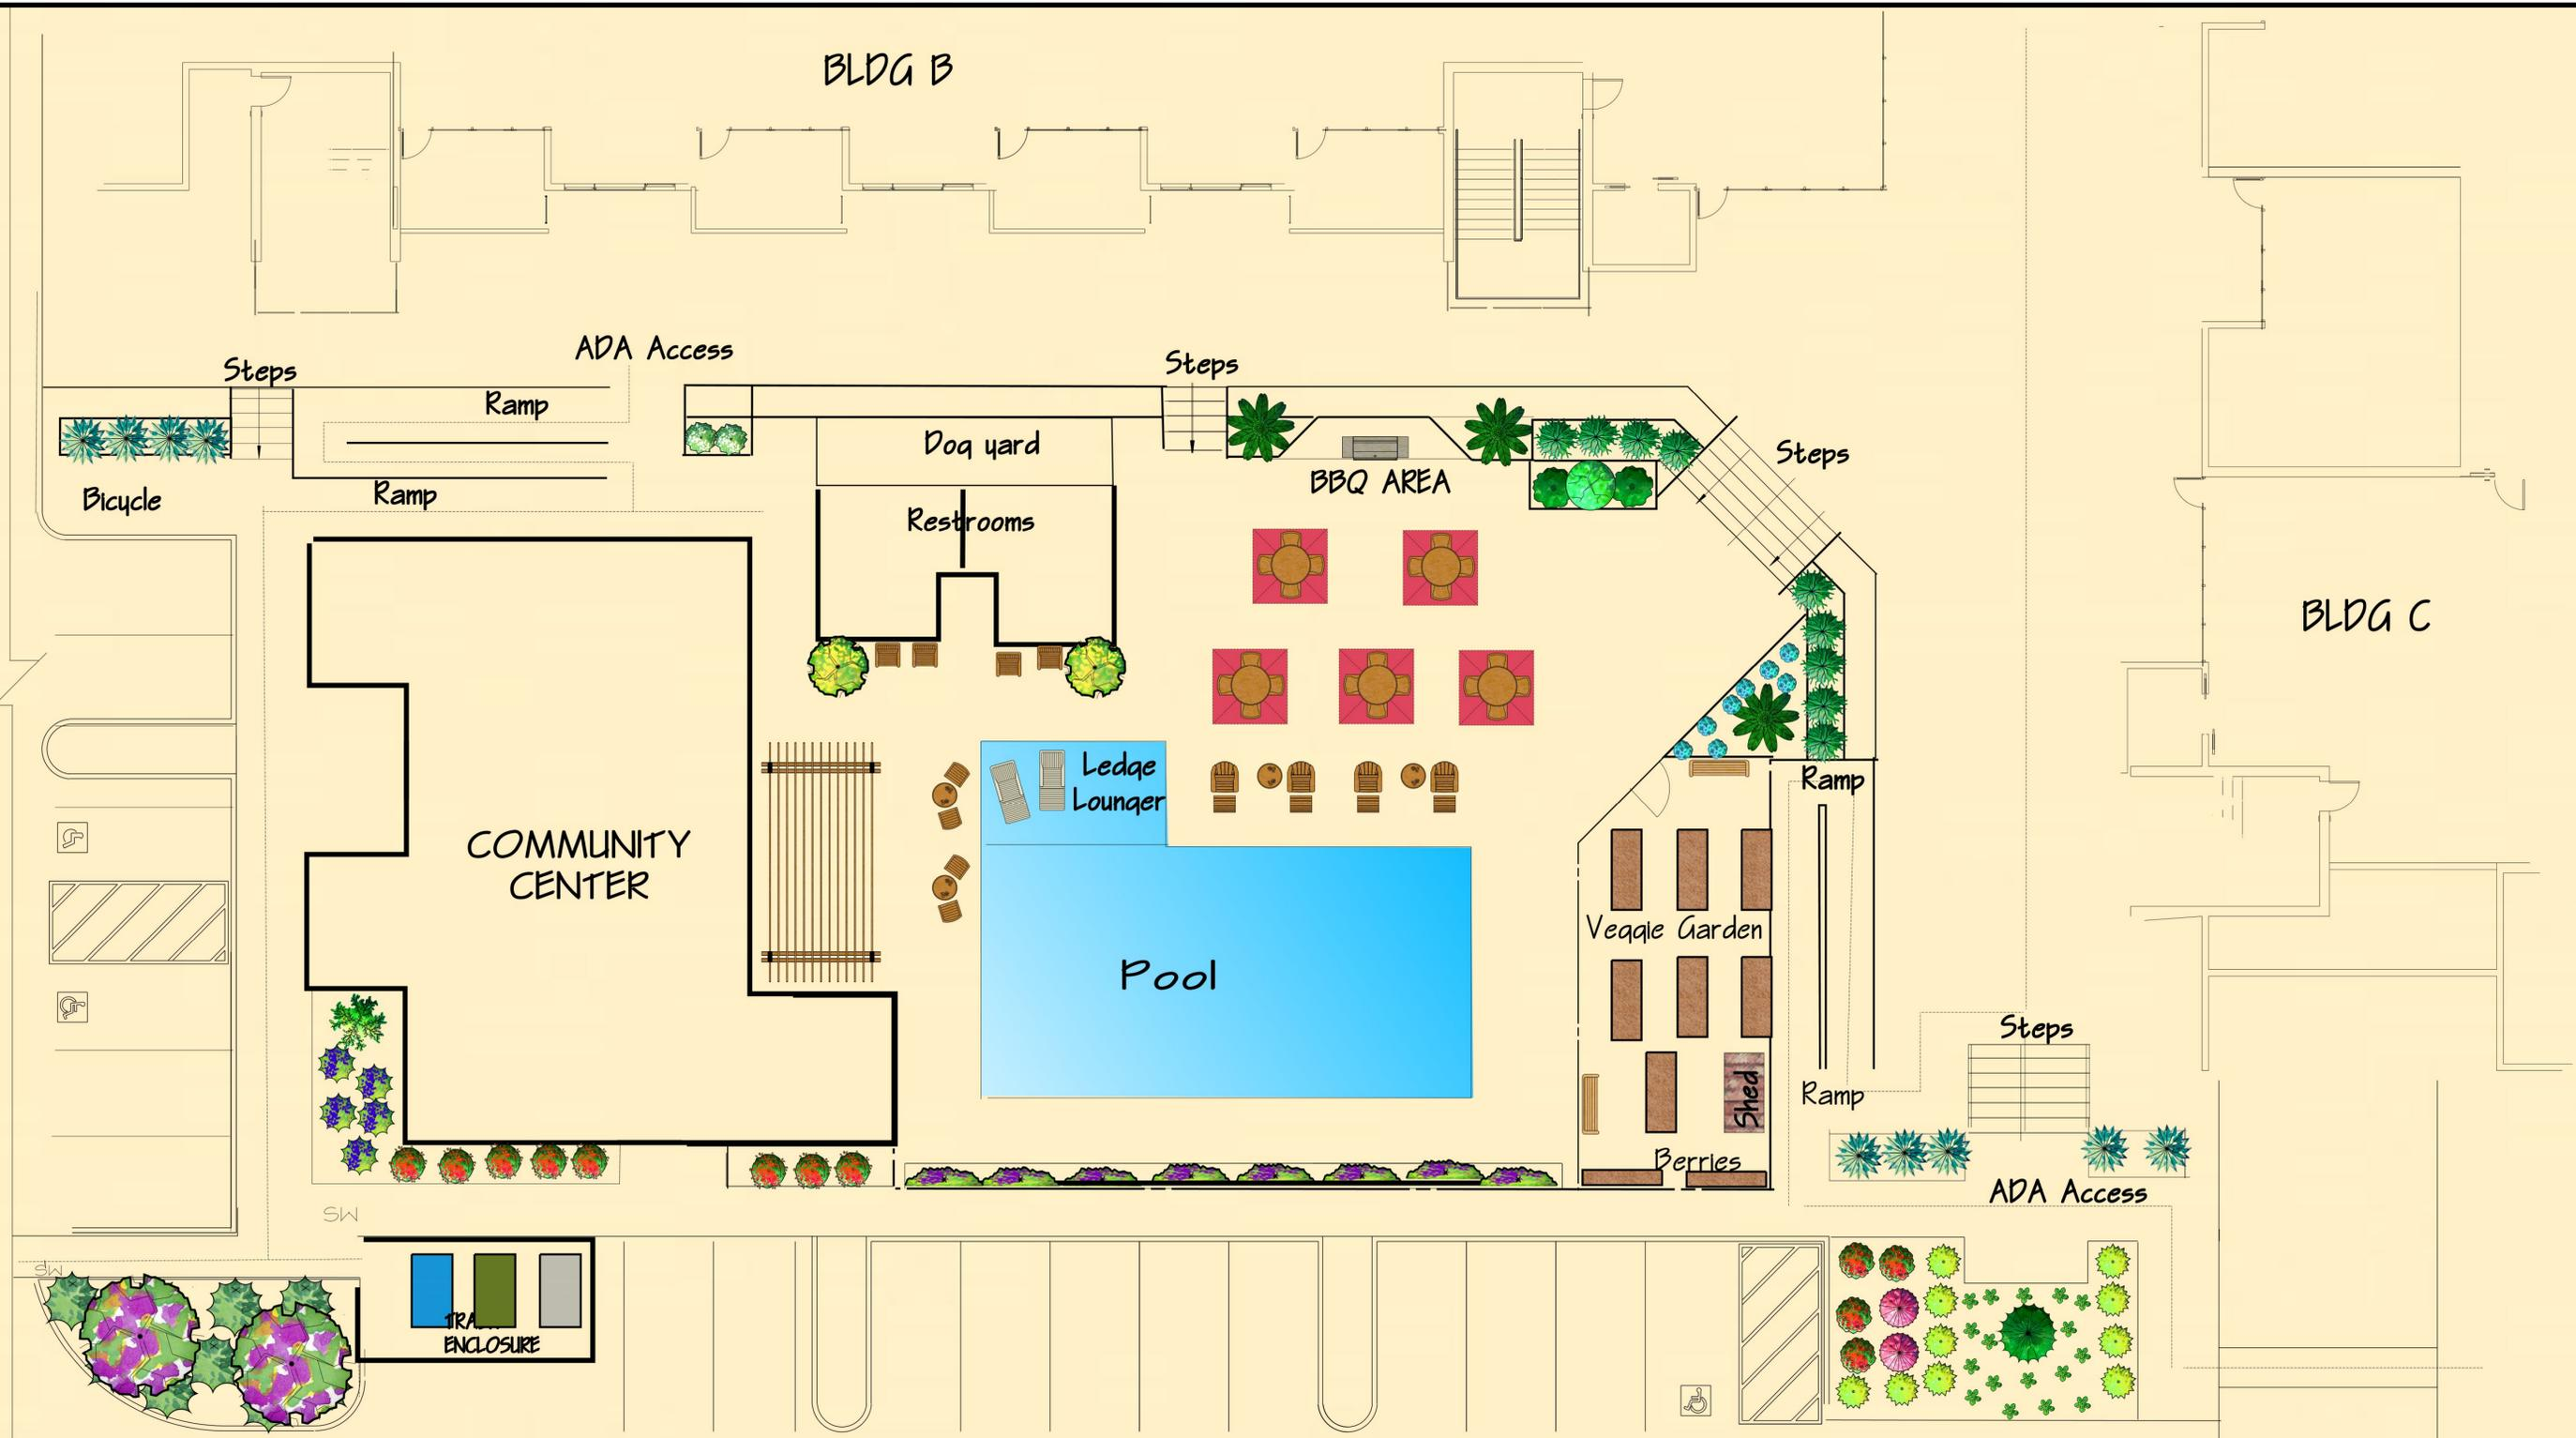 BLDG B
ADA Access
Steps
Steps
Ramp
Dog yard
Steps
BBQ AREA
Bicycle
Ramp
Restrooms
BLDG C
Ledge
Lounger
Ramp
COMMUNITY
CENTER
Veggie Garden
Pool
Steps
Ramp
Shed
Berries
ADA Access
SW
SW
ENCLOSURE